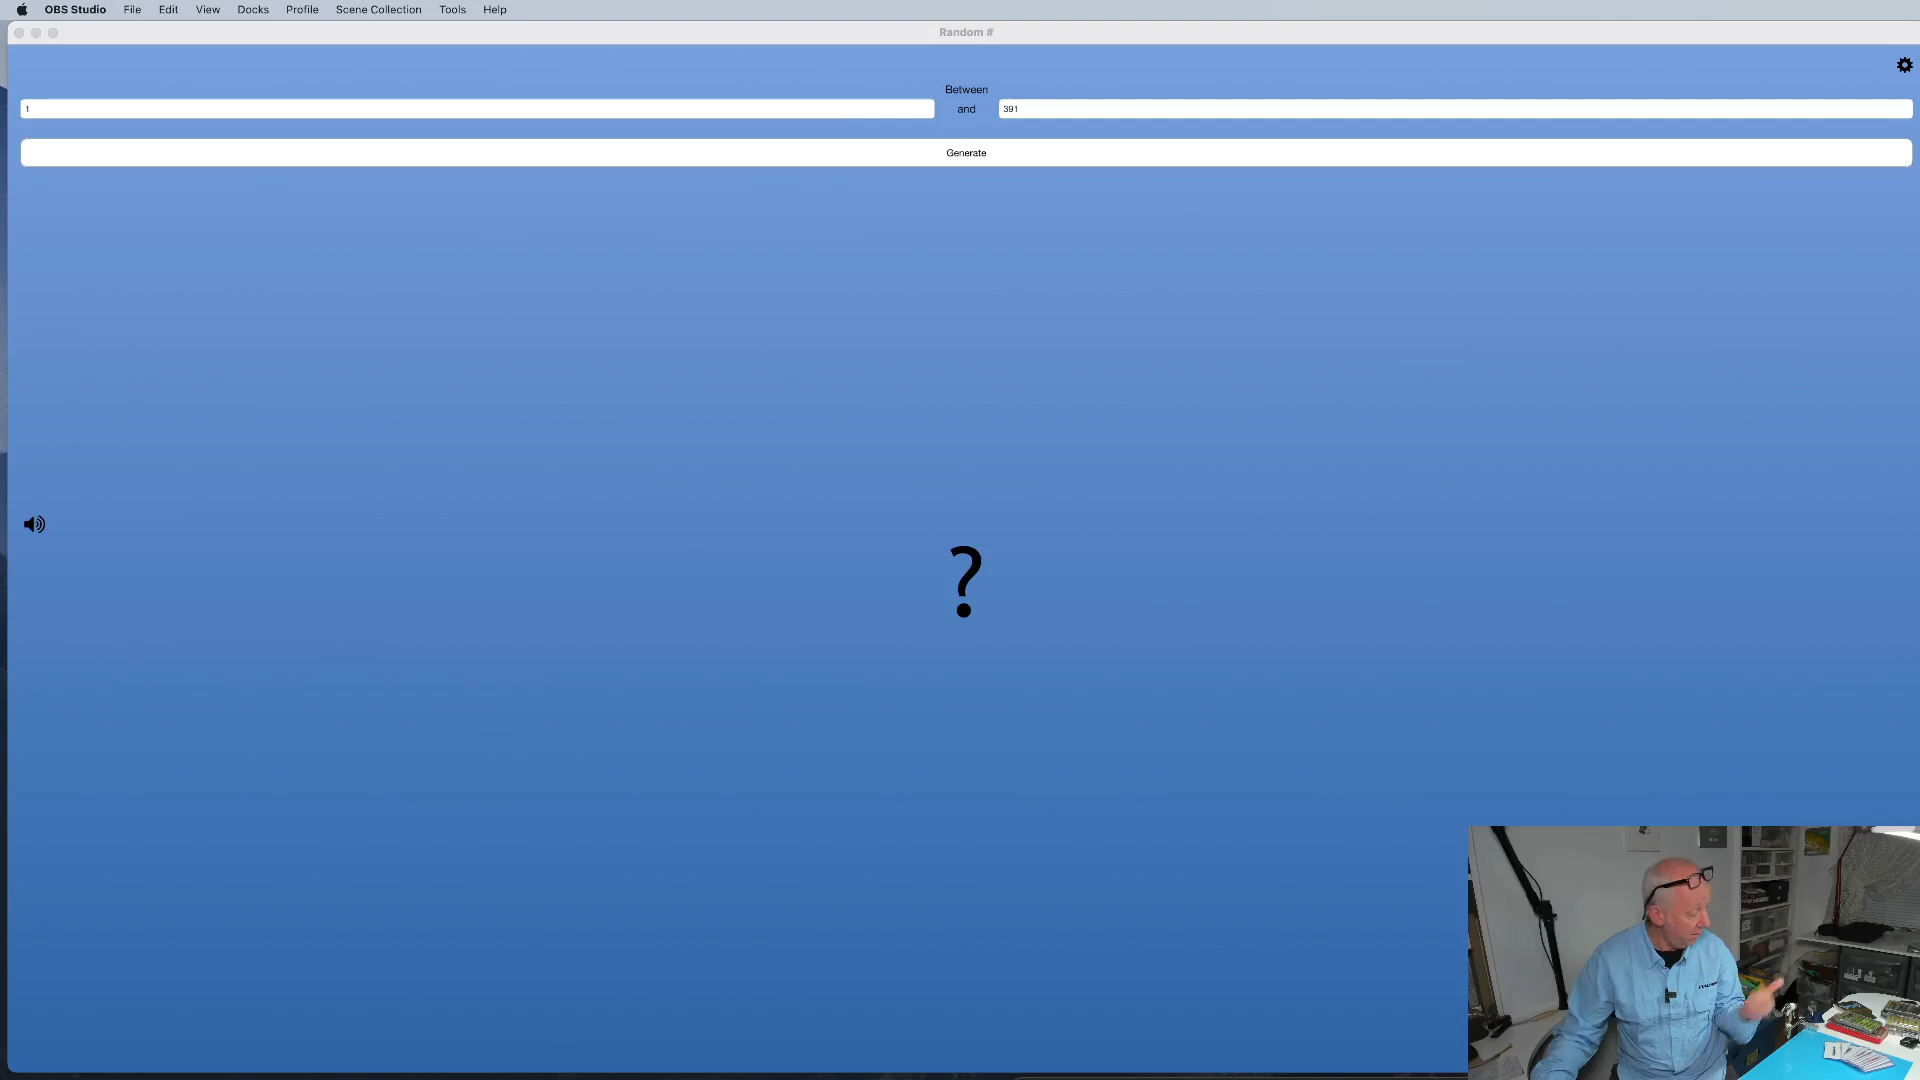 OBS Studio File Edit View Docks Profile Scene Collection Tools Help
Random #
Between
1 and 391
Generate
?